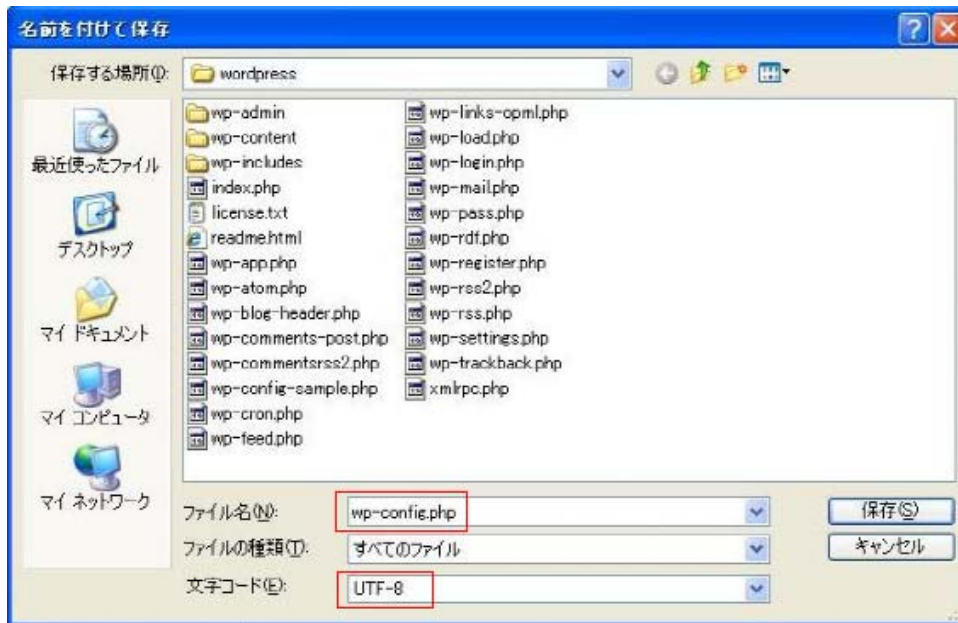 名前を付けて保存
保存する場所(I):
wordpress
最近使ったファイル
デスクトップ
マイ ドキュメント
マイ コンピュータ
マイ ネットワーク
wp-admin
wp-content
wp-includes
index.php
license.txt
readme.html
wp-app.php
wp-atom.php
wp-blog-header.php
wp-comments-post.php
wp-commentsrss2.php
wp-config-sample.php
wp-cron.php
wp-feed.php
wp-links-opml.php
wp-load.php
wp-login.php
wp-mail.php
wp-pass.php
wp-rdf.php
wp-register.php
wp-rss2.php
wp-rss.php
wp-settings.php
wp-trackback.php
xmlrpc.php
ファイル名(N):
wp-config.php
保存(S)
ファイルの種類(T):
すべてのファイル
キャンセル
文字コード(E):
UTF-8